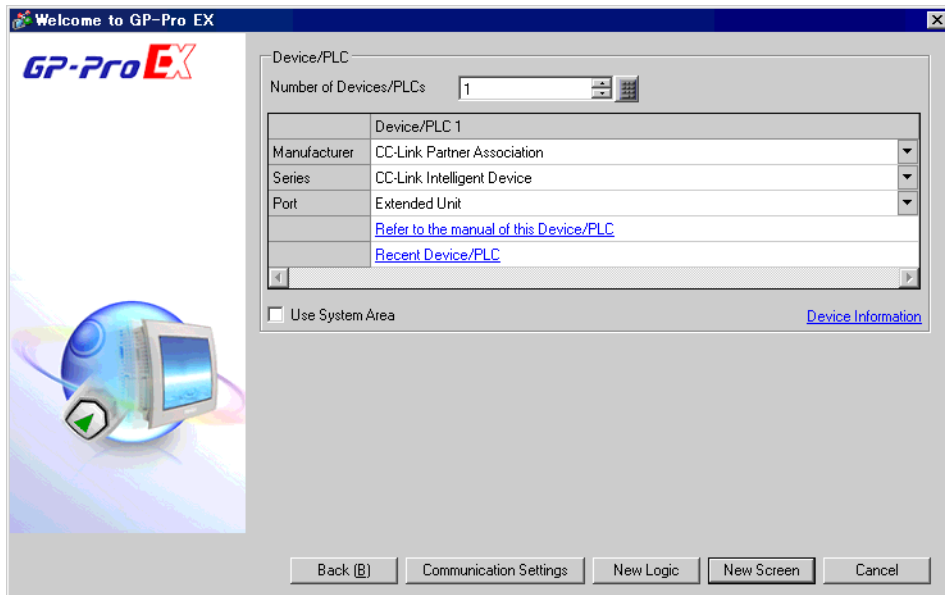 Welcome to GP-Pro EX
GP-Pro EX
Device/PLC
Number of Devices/PLCs 1
Device/PLC 1
Manufacturer CC-Link Partner Association
Series CC-Link Intelligent Device
Port Extended Unit
Refer to the manual of this Device/PLC
Recent Device/PLC
Use System Area Device Information
Back (B) Communication Settings New Logic New Screen Cancel